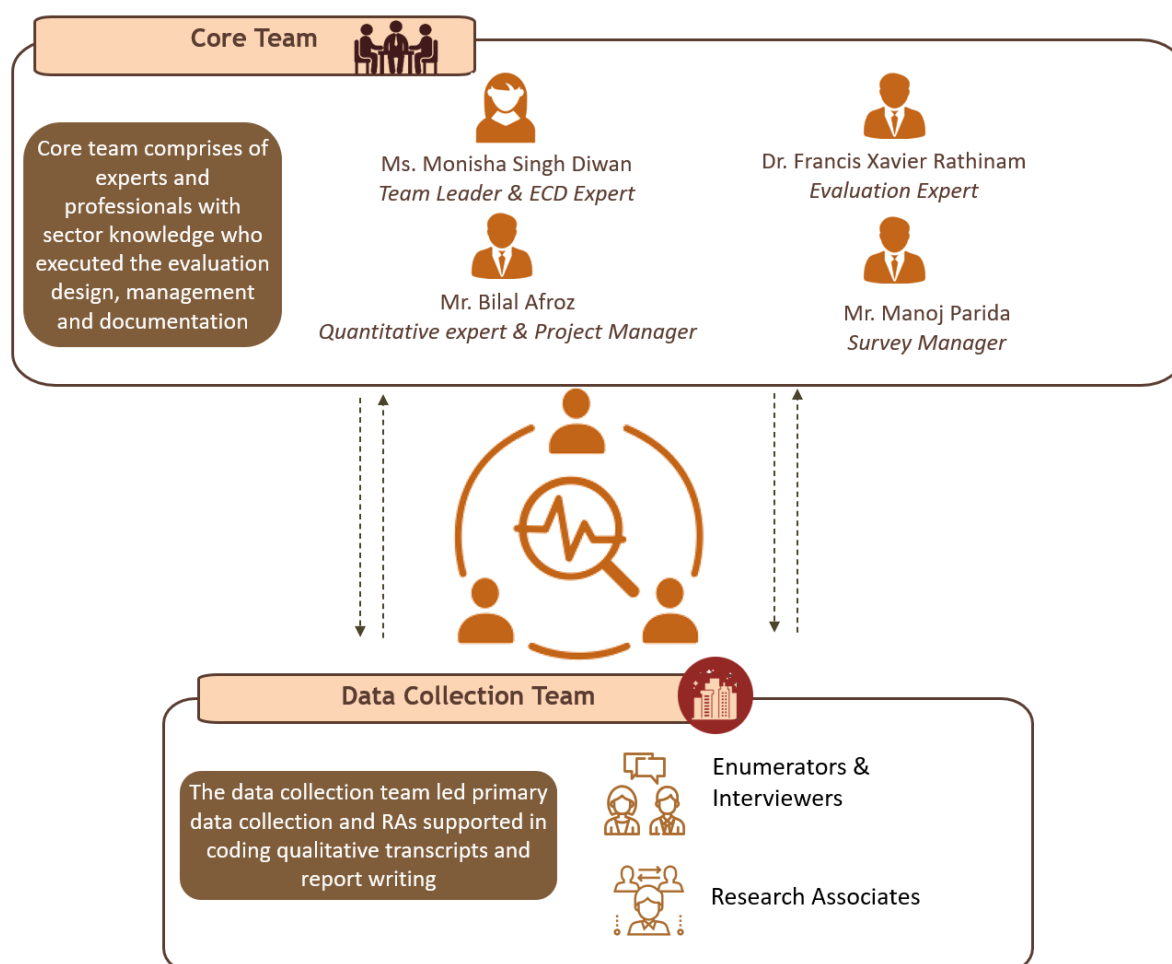 Core Team
Core team comprises of
experts and
professionals with
sector knowledge who
executed the evaluation
design, management
and documentation
Ms. Monisha Singh Diwan
Team Leader & ECD Expert
Dr. Francis Xavier Rathinam
Evaluation Expert
Mr. Bilal Afroz
Quantitative expert & Project Manager
Mr. Manoj Parida
Survey Manager
Data Collection Team
The data collection team led primary
data collection and RAs supported in
coding qualitative transcripts and
report writing
Enumerators &
Interviewers
Research Associates